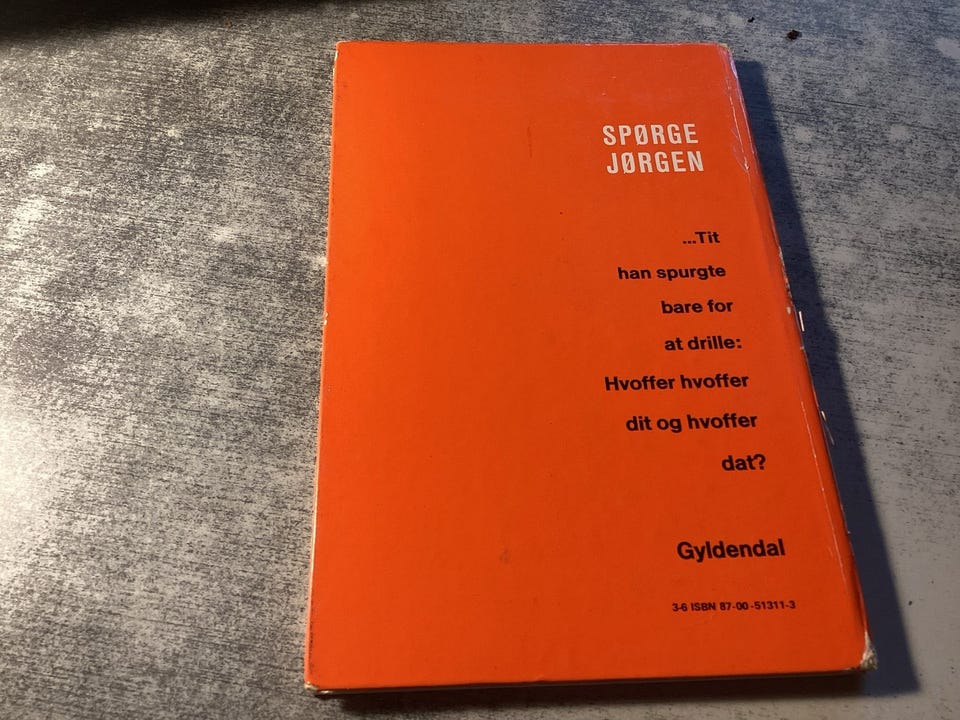 SPØRGE
JØRGEN
...Tit
han spurgte
bare for
at drille:
Hvoffer hvoffer
dit og hvoffer
dat?
Gyldendal
3-6 ISBN 87-00-51311-3